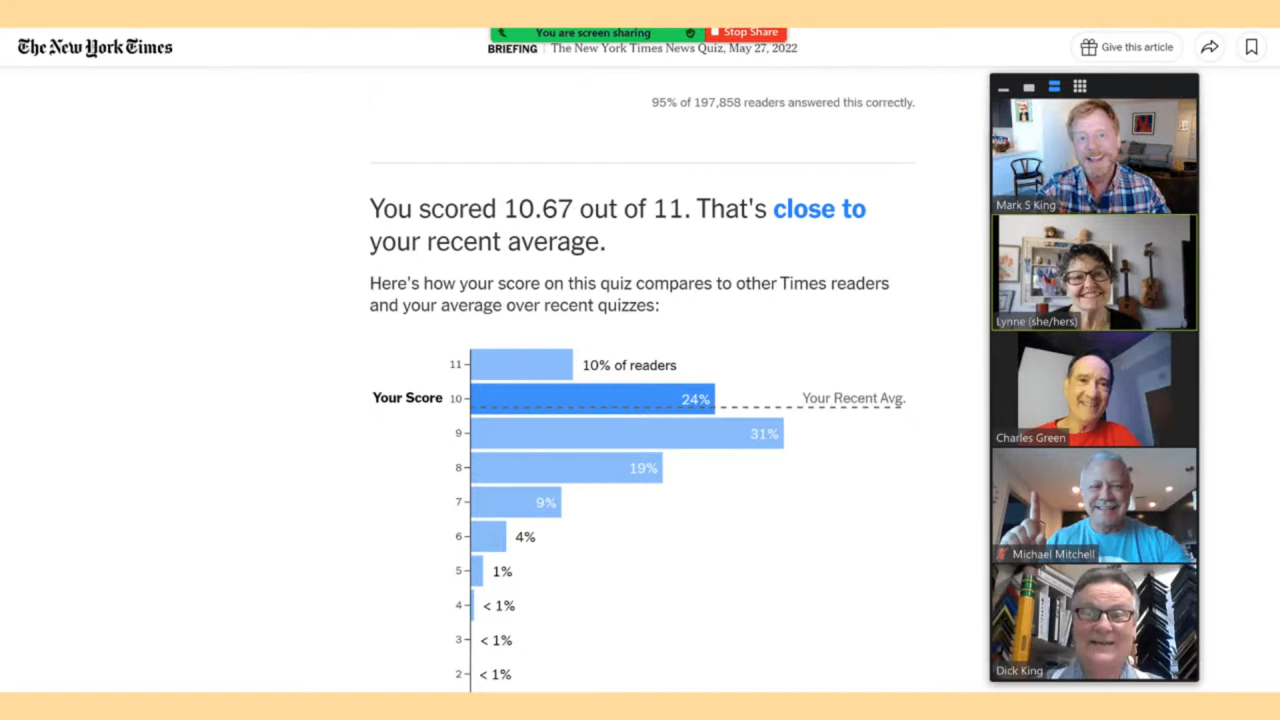 You are screen sharing
Stop Share
The New York Times
BRIEFING
The New York Times News Quiz, May 27, 2022
Give this article
95% of 197,858 readers answered this correctly.
You scored 10.67 out of 11. That's close to
your recent average.
Here's how your score on this quiz compares to other Times readers
and your average over recent quizzes:
11 10% of readers
Your Score 10 24% Your Recent Avg.
9 31%
8 19%
7 9%
6 4%
5 1%
4 < 1%
3 < 1%
2 < 1%
Mark S King
Lynne (she/hers)
Charles Green
Michael Mitchell
Dick King